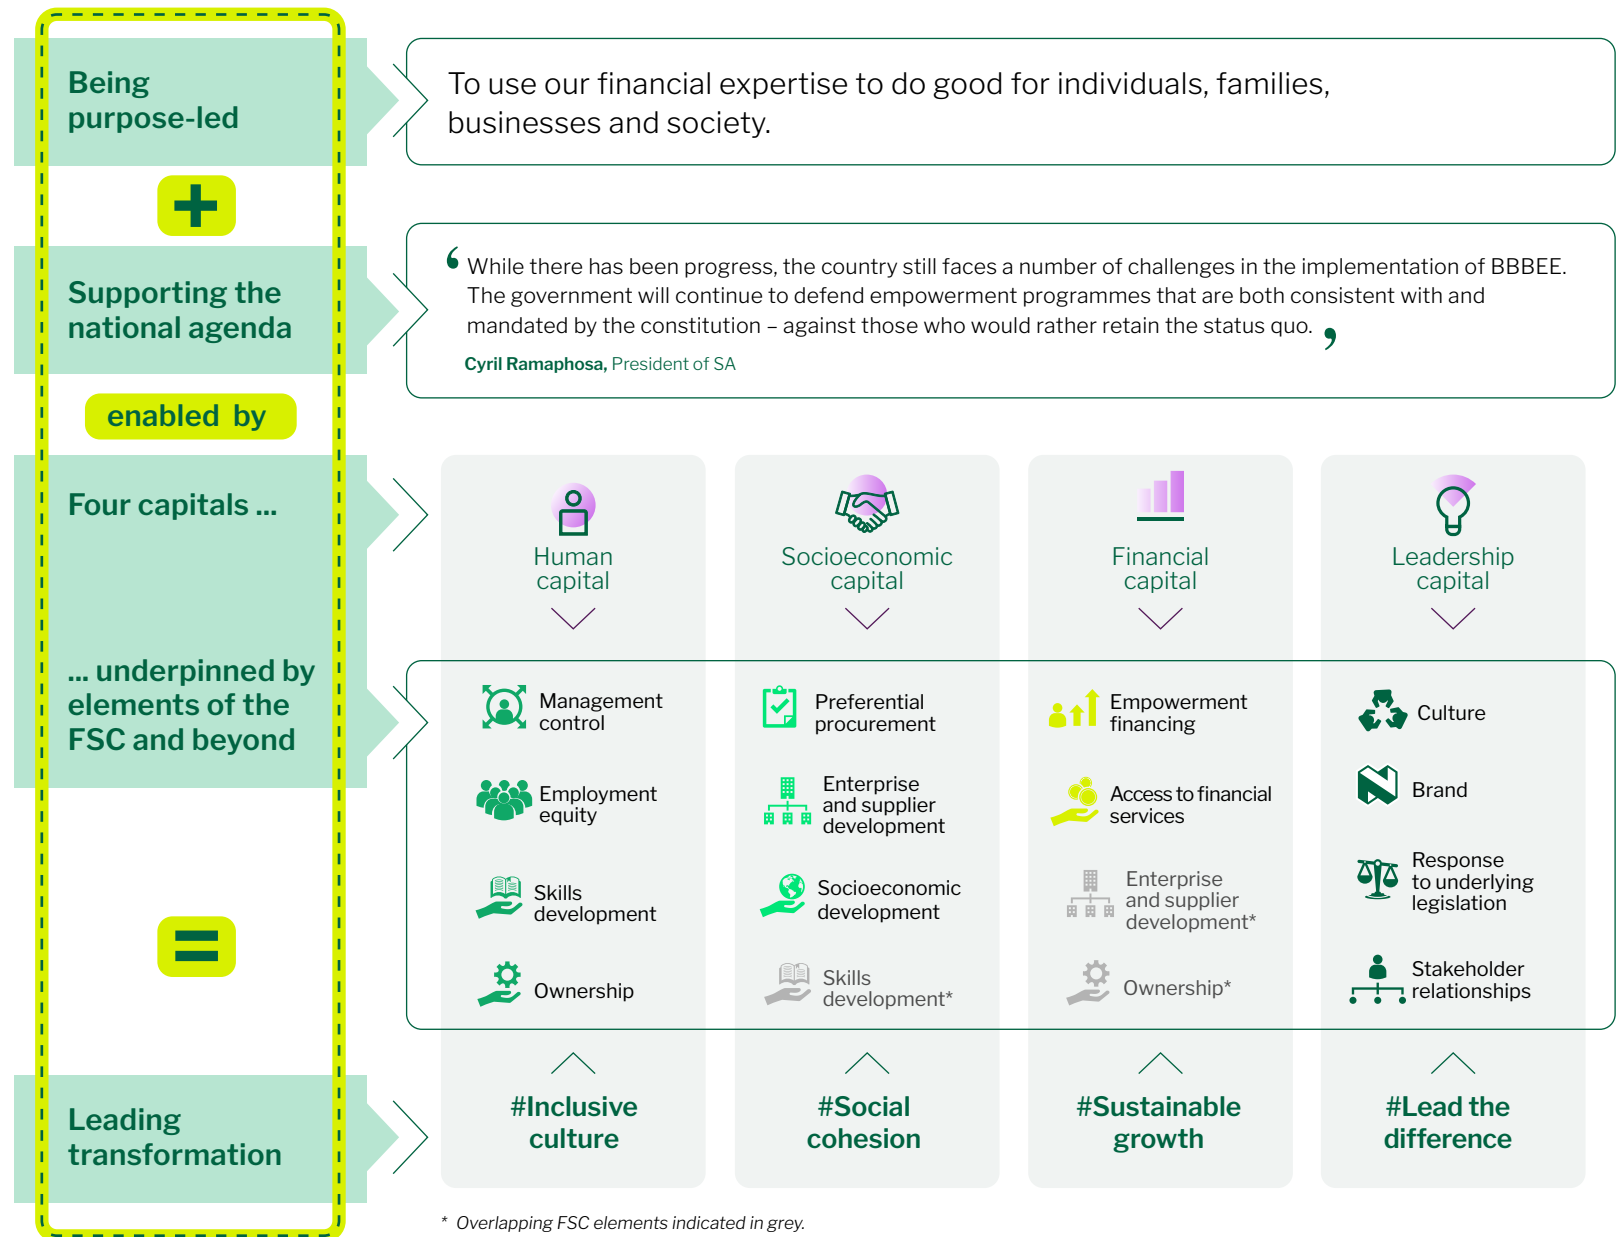 Being
purpose-led
To use our financial expertise to do good for individuals, families,
businesses and society.
+
Supporting the
national agenda
‘ While there has been progress, the country still faces a number of challenges in the implementation of BBBEE.
The government will continue to defend empowerment programmes that are both consistent with and
mandated by the constitution – against those who would rather retain the status quo. ’
Cyril Ramaphosa, President of SA
enabled by
Four capitals ...
Human
capital
Socioeconomic
capital
Financial
capital
Leadership
capital
... underpinned by
elements of the
FSC and beyond
Management
control
Employment
equity
Skills
development
Ownership
Preferential
procurement
Enterprise
and supplier
development
Socioeconomic
development
Skills
development*
Empowerment
financing
Access to financial
services
Enterprise
and supplier
development*
Ownership*
Culture
Brand
Response
to underlying
legislation
Stakeholder
relationships
=
Leading
transformation
#Inclusive
culture
#Social
cohesion
#Sustainable
growth
#Lead the
difference
* Overlapping FSC elements indicated in grey.